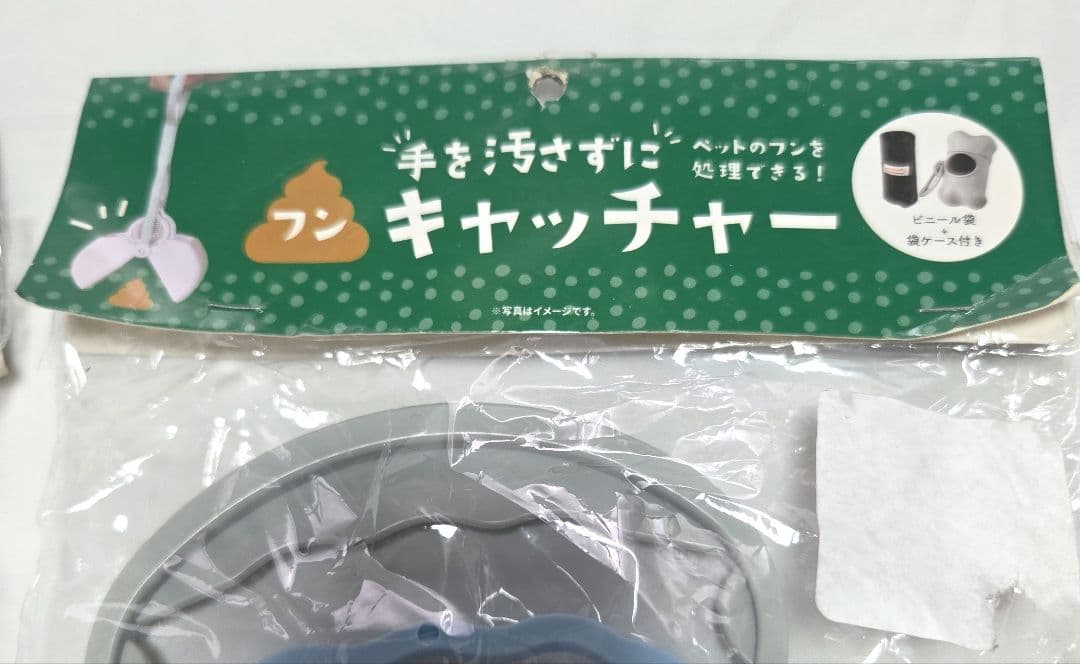 手を汚さずに
ペットのフンを
処理できる!
フン
キャッチャー
ビニール袋
+
袋ケース付き
※写真はイメージです。